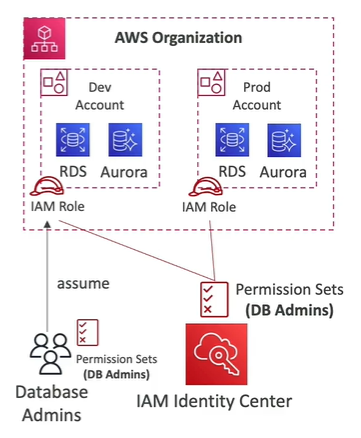 AWS Organization
Dev
Account
RDS
Aurora
IAM Role
Prod
Account
RDS
Aurora
IAM Role
assume
Permission Sets
(DB Admins)
Database
Admins
Permission Sets
(DB Admins)
IAM Identity Center